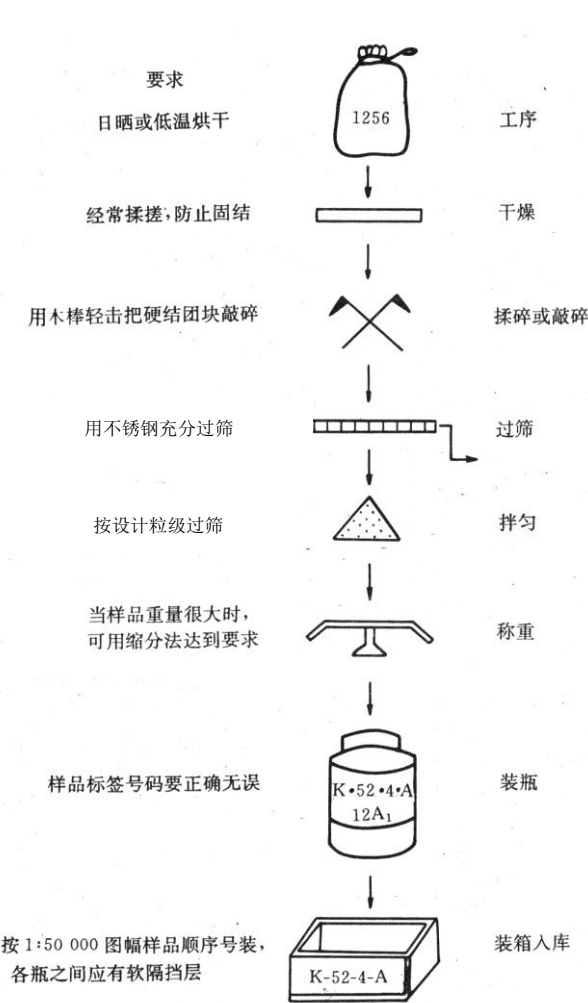 要求
日晒或低温烘干
1256
工序
经常揉搓,防止固结
干燥
用木棒轻击把硬结团块敲碎
揉碎或敲碎
用不锈钢充分过筛
过筛
按设计粒级过筛
拌匀
当样品重量很大时,
可用缩分法达到要求
称重
样品标签号码要正确无误
K•52•4•A
12A₁
装瓶
按1:50 000图幅样品顺序号装,
各瓶之间应有软隔挡层
K-52-4-A
装箱入库